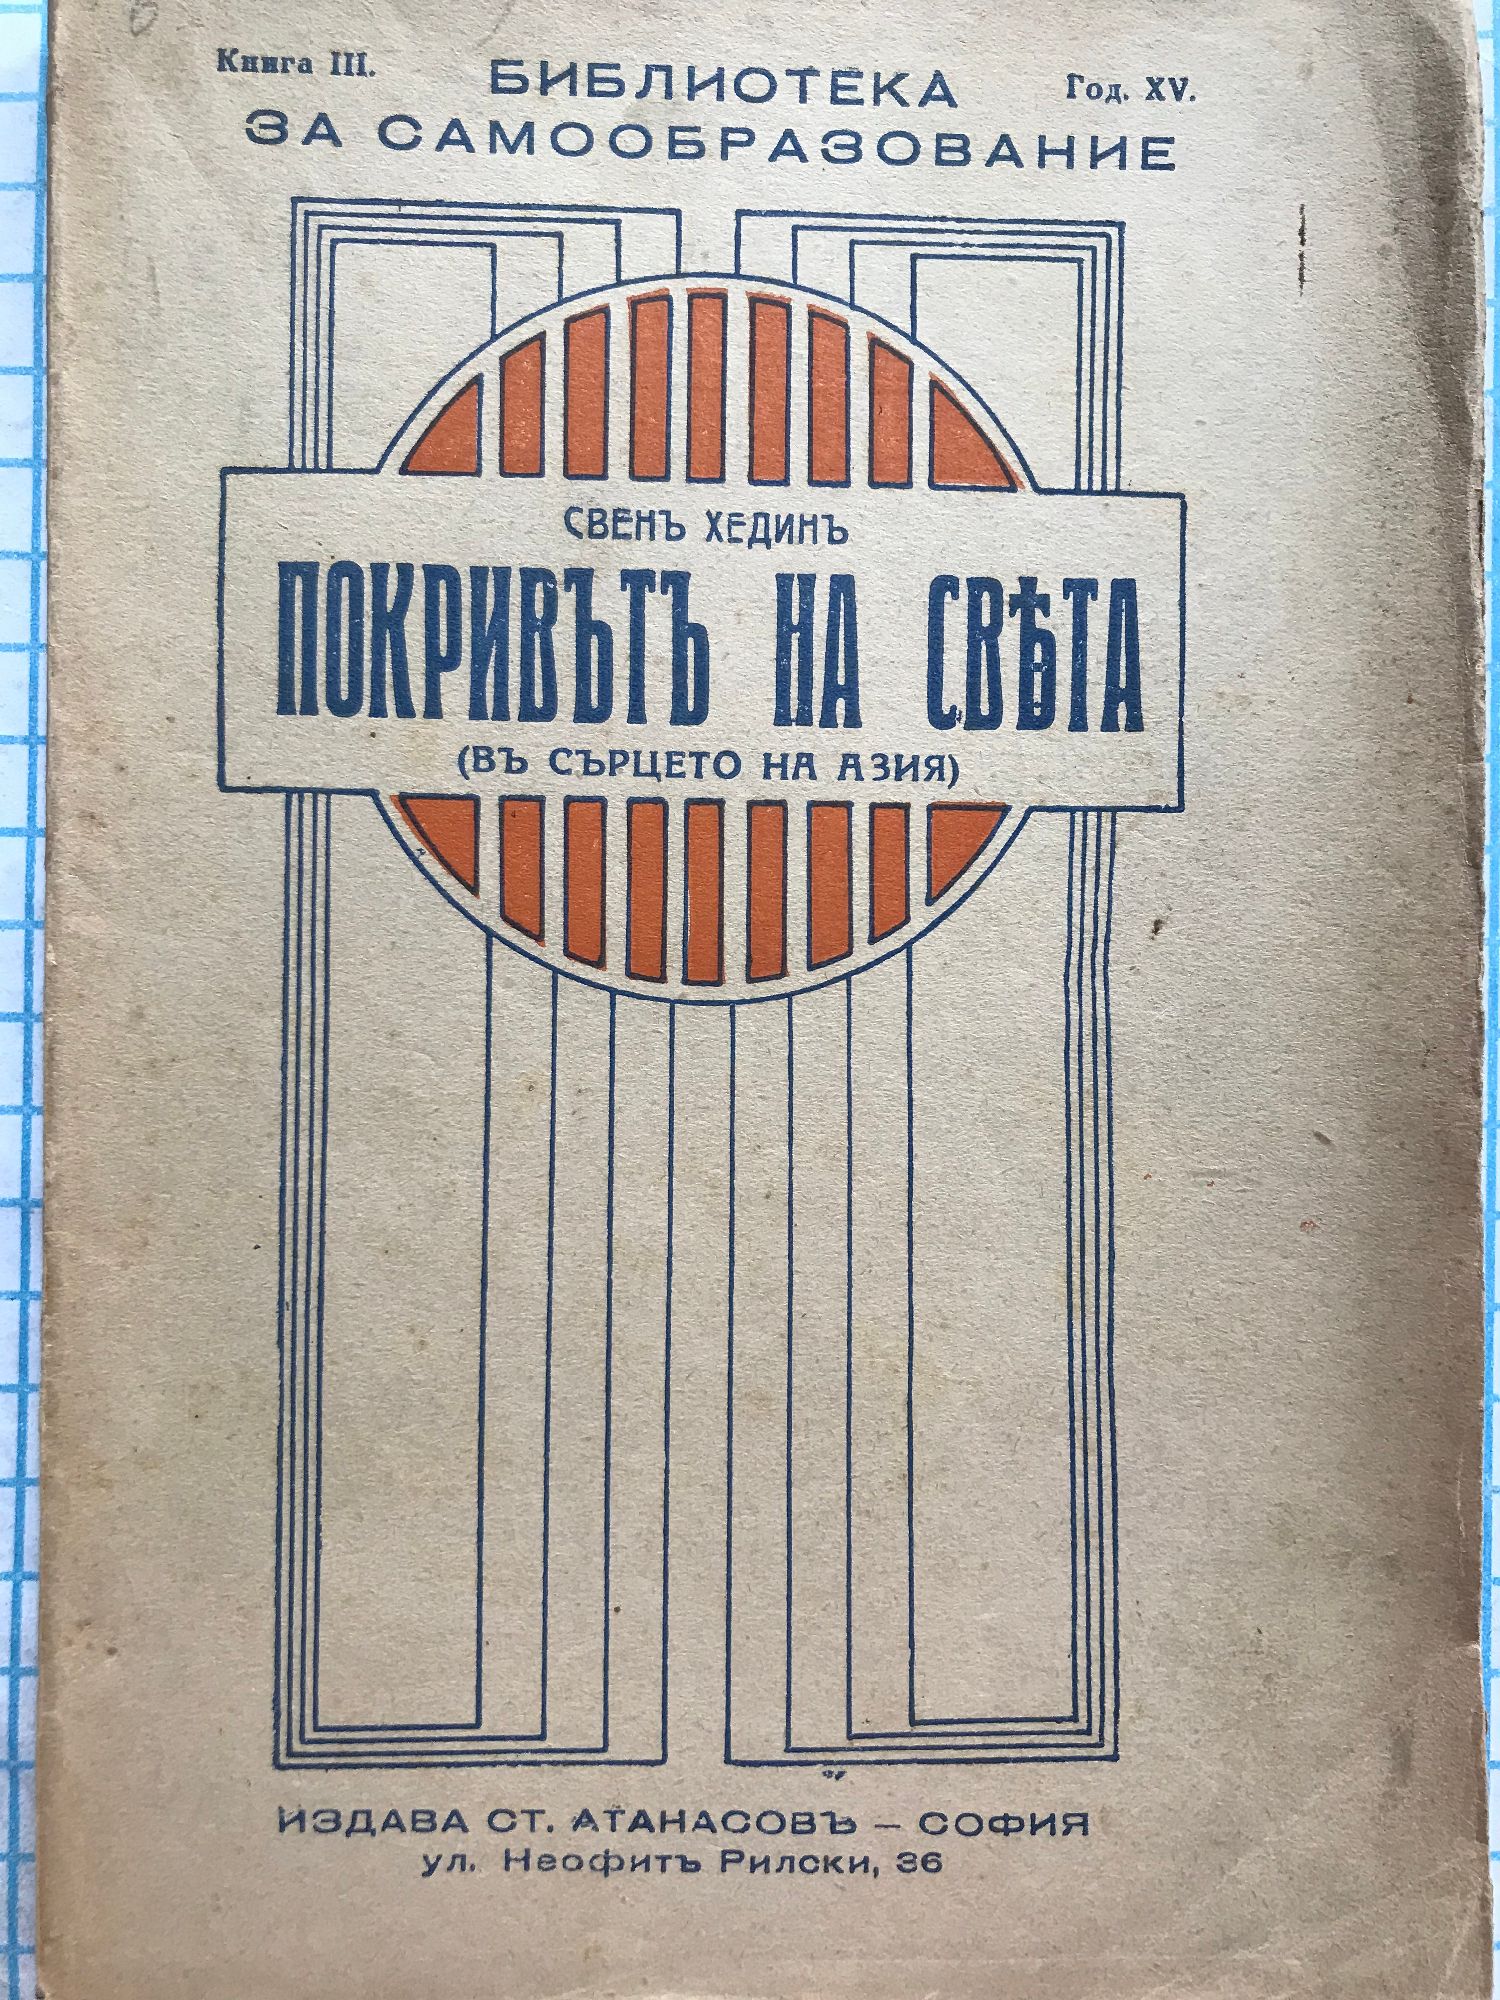 Книга III.
БИБЛИОТЕКА
Год. XV.
ЗА САМООБРАЗОВАНИЕ
СВЕНЪ ХЕДИНЪ
ПОКРИВЪТЪ НА СВѢТА
(ВЪ СЪРЦЕТО НА АЗИЯ)
ИЗДАВА СТ. АТАНАСОВЪ – СОФИЯ
ул. Неофитъ Рилски, 36